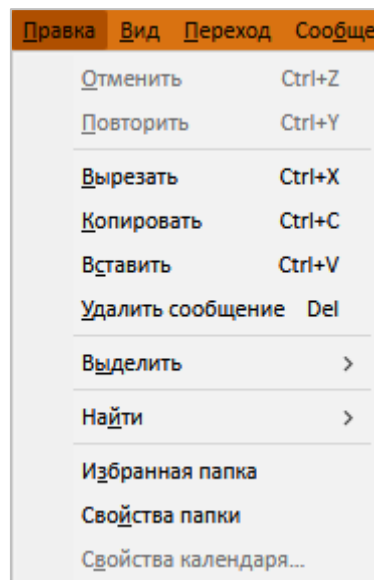 Правка Вид Переход Сообще
Отменить Ctrl+Z
Повторить Ctrl+Y
Вырезать Ctrl+X
Копировать Ctrl+C
Вставить Ctrl+V
Удалить сообщение Del
Выделить
Найти
Избранная папка
Свойства папки
Свойства календаря...